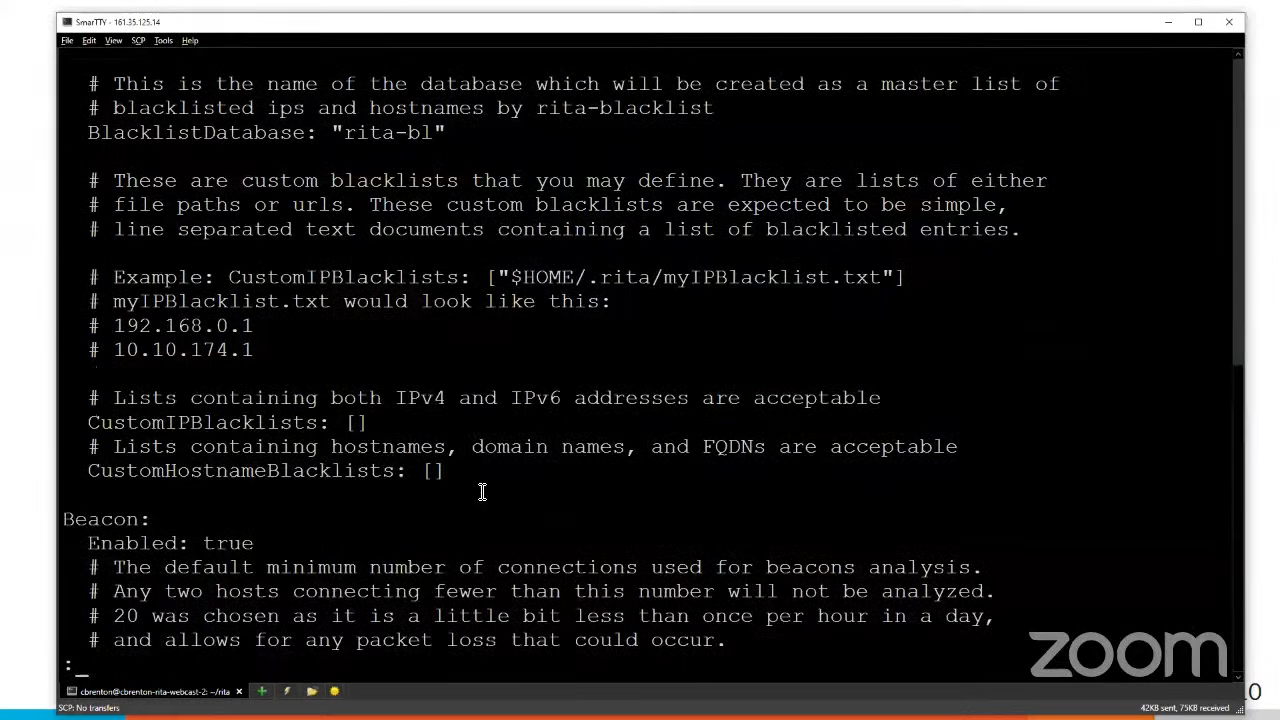 SmarTTY - 161.35.125.14
File Edit View SCP Tools Help
# This is the name of the database which will be created as a master list of
# blacklisted ips and hostnames by rita-blacklist
BlacklistDatabase: "rita-bl"
# These are custom blacklists that you may define. They are lists of either
# file paths or urls. These custom blacklists are expected to be simple,
# line separated text documents containing a list of blacklisted entries.
# Example: CustomIPBlacklists: ["$HOME/.rita/myIPBlacklist.txt"]
# myIPBlacklist.txt would look like this:
# 192.168.0.1
# 10.10.174.1
# Lists containing both IPv4 and IPv6 addresses are acceptable
CustomIPBlacklists: []
# Lists containing hostnames, domain names, and FQDNs are acceptable
CustomHostnameBlacklists: []
Beacon:
Enabled: true
# The default minimum number of connections used for beacons analysis.
# Any two hosts connecting fewer than this number will not be analyzed.
# 20 was chosen as it is a little bit less than once per hour in a day,
# and allows for any packet loss that could occur.
:
zoom
cbrenton@cbrenton-rita-webcast-2: ~/rita
SCP: No transfers
42KB sent, 75KB received